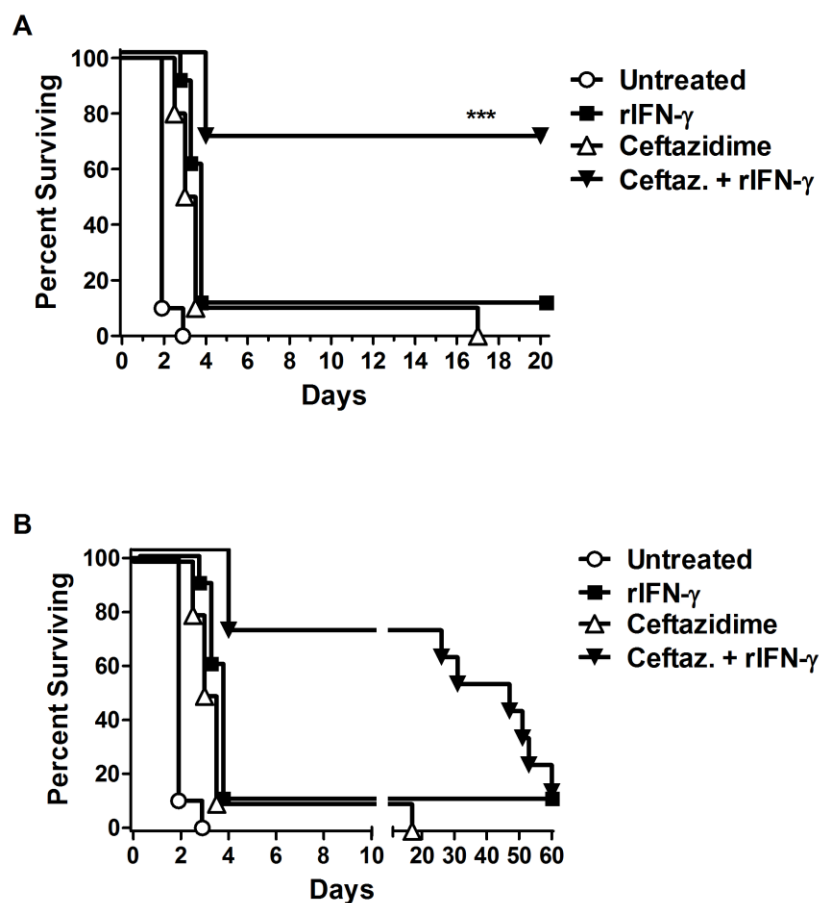 A
100
80
60
40
20
0
Percent Surviving
0 2 4 6 8 10 12 14 16 18 20
Days
***
Untreated
rIFN-γ
Ceftazidime
Ceftaz. + rIFN-γ
B
100
80
60
40
20
0
Percent Surviving
0 2 4 6 8 10 20 30 40 50 60
Days
Untreated
rIFN-γ
Ceftazidime
Ceftaz. + rIFN-γ